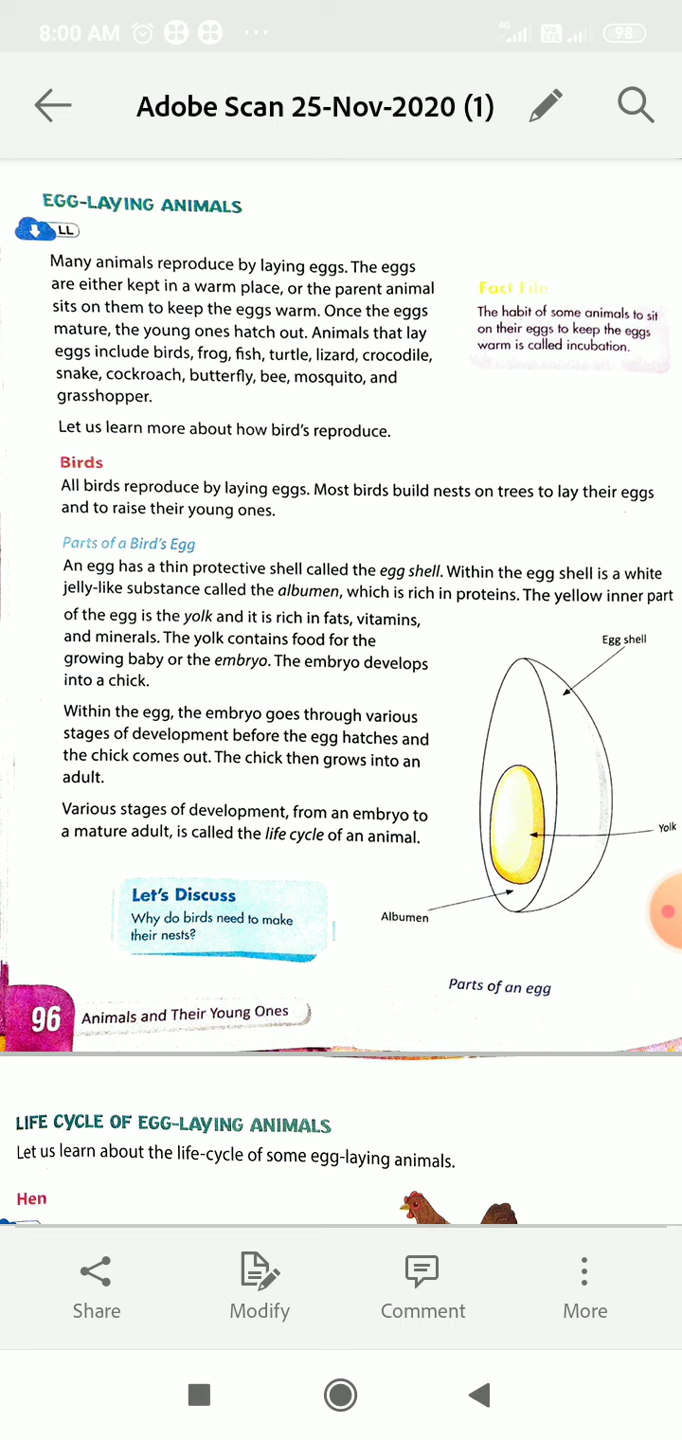 8:00 AM
4G
Vo
LTE
98
Adobe Scan 25-Nov-2020 (1)
EGG-LAYING ANIMALS
LL
Many animals reproduce by laying eggs. The eggs
are either kept in a warm place, or the parent animal
sits on them to keep the eggs warm. Once the eggs
mature, the young ones hatch out. Animals that lay
eggs include birds, frog, fish, turtle, lizard, crocodile,
snake, cockroach, butterfly, bee, mosquito, and
grasshopper.
Fact File
The habit of some animals to sit
on their eggs to keep the eggs
warm is called incubation.
Let us learn more about how bird's reproduce.
Birds
All birds reproduce by laying eggs. Most birds build nests on trees to lay their eggs
and to raise their young ones.
Parts of a Bird's Egg
An egg has a thin protective shell called the egg shell. Within the egg shell is a white
jelly-like substance called the albumen, which is rich in proteins. The yellow inner part
of the egg is the yolk and it is rich in fats, vitamins,
and minerals. The yolk contains food for the
growing baby or the embryo. The embryo develops
into a chick.
Within the egg, the embryo goes through various
stages of development before the egg hatches and
the chick comes out. The chick then grows into an
adult.
Various stages of development, from an embryo to
a mature adult, is called the life cycle of an animal.
Egg shell
Yolk
Albumen
Parts of an egg
Let's Discuss
Why do birds need to make
their nests?
96 Animals and Their Young Ones
LIFE CYCLE OF EGG-LAYING ANIMALS
Let us learn about the life-cycle of some egg-laying animals.
Hen
Share
Modify
Comment
More